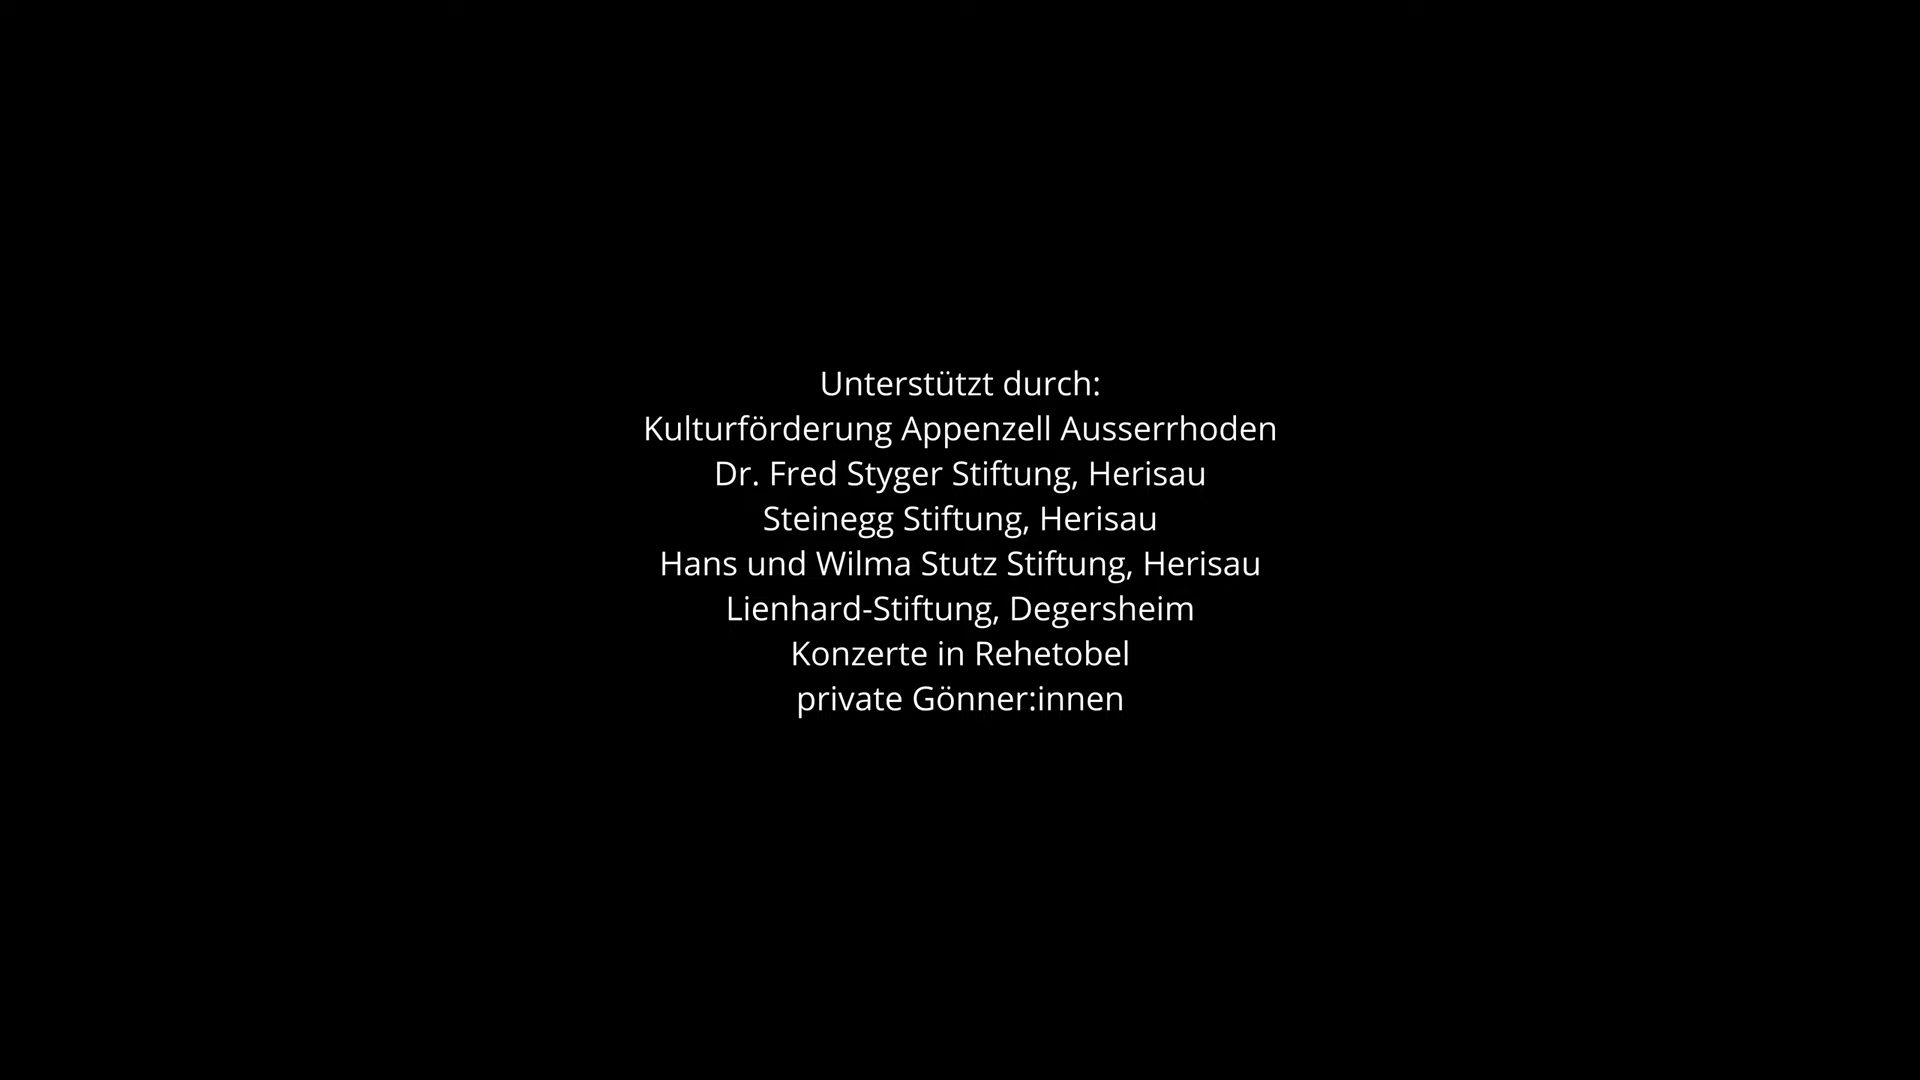 Unterstützt durch:
Kulturförderung Appenzell Ausserrhoden
Dr. Fred Styger Stiftung, Herisau
Steinegg Stiftung, Herisau
Hans und Wilma Stutz Stiftung, Herisau
Lienhard-Stiftung, Degersheim
Konzerte in Rehetobel
private Gönner:innen